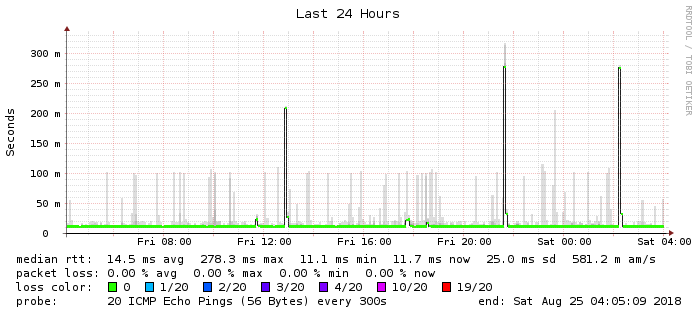 Last 24 Hours
RRDTOOL / TOBI OETIKER
Seconds
300 m
250 m
200 m
150 m
100 m
50 m
0
Fri 08:00 Fri 12:00 Fri 16:00 Fri 20:00 Sat 00:00 Sat 04:00
median rtt: 14.5 ms avg 278.3 ms max 11.1 ms min 11.7 ms now 25.0 ms sd 581.2 m am/s
packet loss: 0.00 % avg 0.00 % max 0.00 % min 0.00 % now
loss color: 0 1/20 2/20 3/20 4/20 10/20 19/20
probe: 20 ICMP Echo Pings (56 Bytes) every 300s end: Sat Aug 25 04:05:09 2018